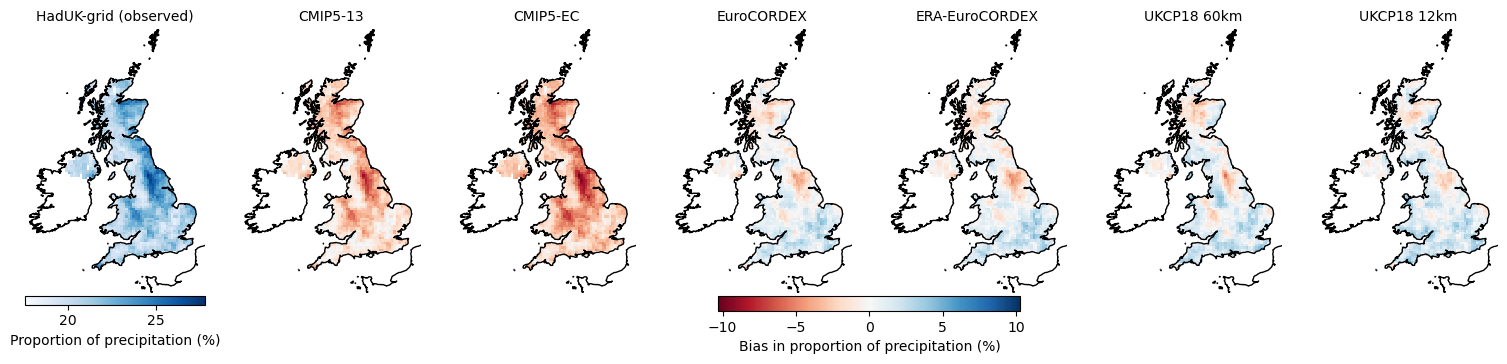 HadUK-grid (observed) CMIP5-13 CMIP5-EC EuroCORDEX ERA-EuroCORDEX UKCP18 60km UKCP18 12km
20 25
Proportion of precipitation (%)
−10 −5 0 5 10
Bias in proportion of precipitation (%)